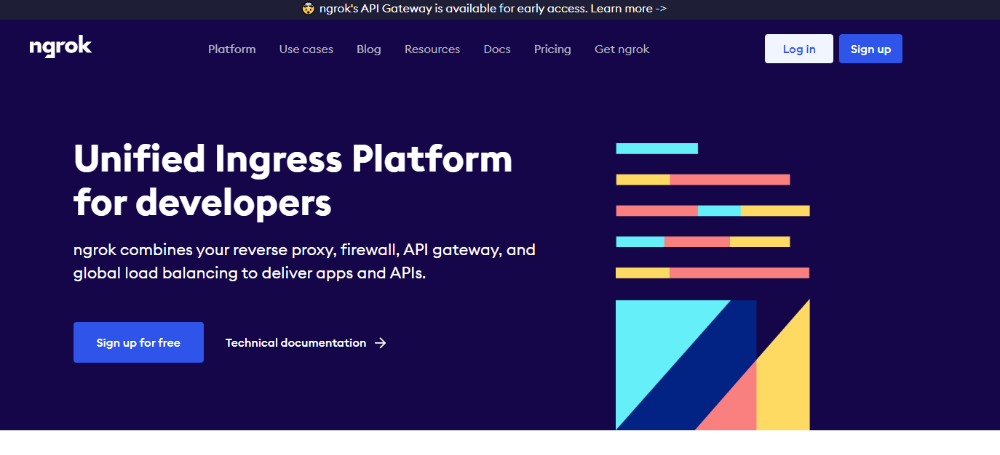 🤯 ngrok's API Gateway is available for early access. Learn more ->
ngrok
Platform Use cases Blog Resources Docs Pricing Get ngrok
Log in Sign up
Unified Ingress Platform
for developers
ngrok combines your reverse proxy, firewall, API gateway, and
global load balancing to deliver apps and APIs.
Sign up for free Technical documentation →